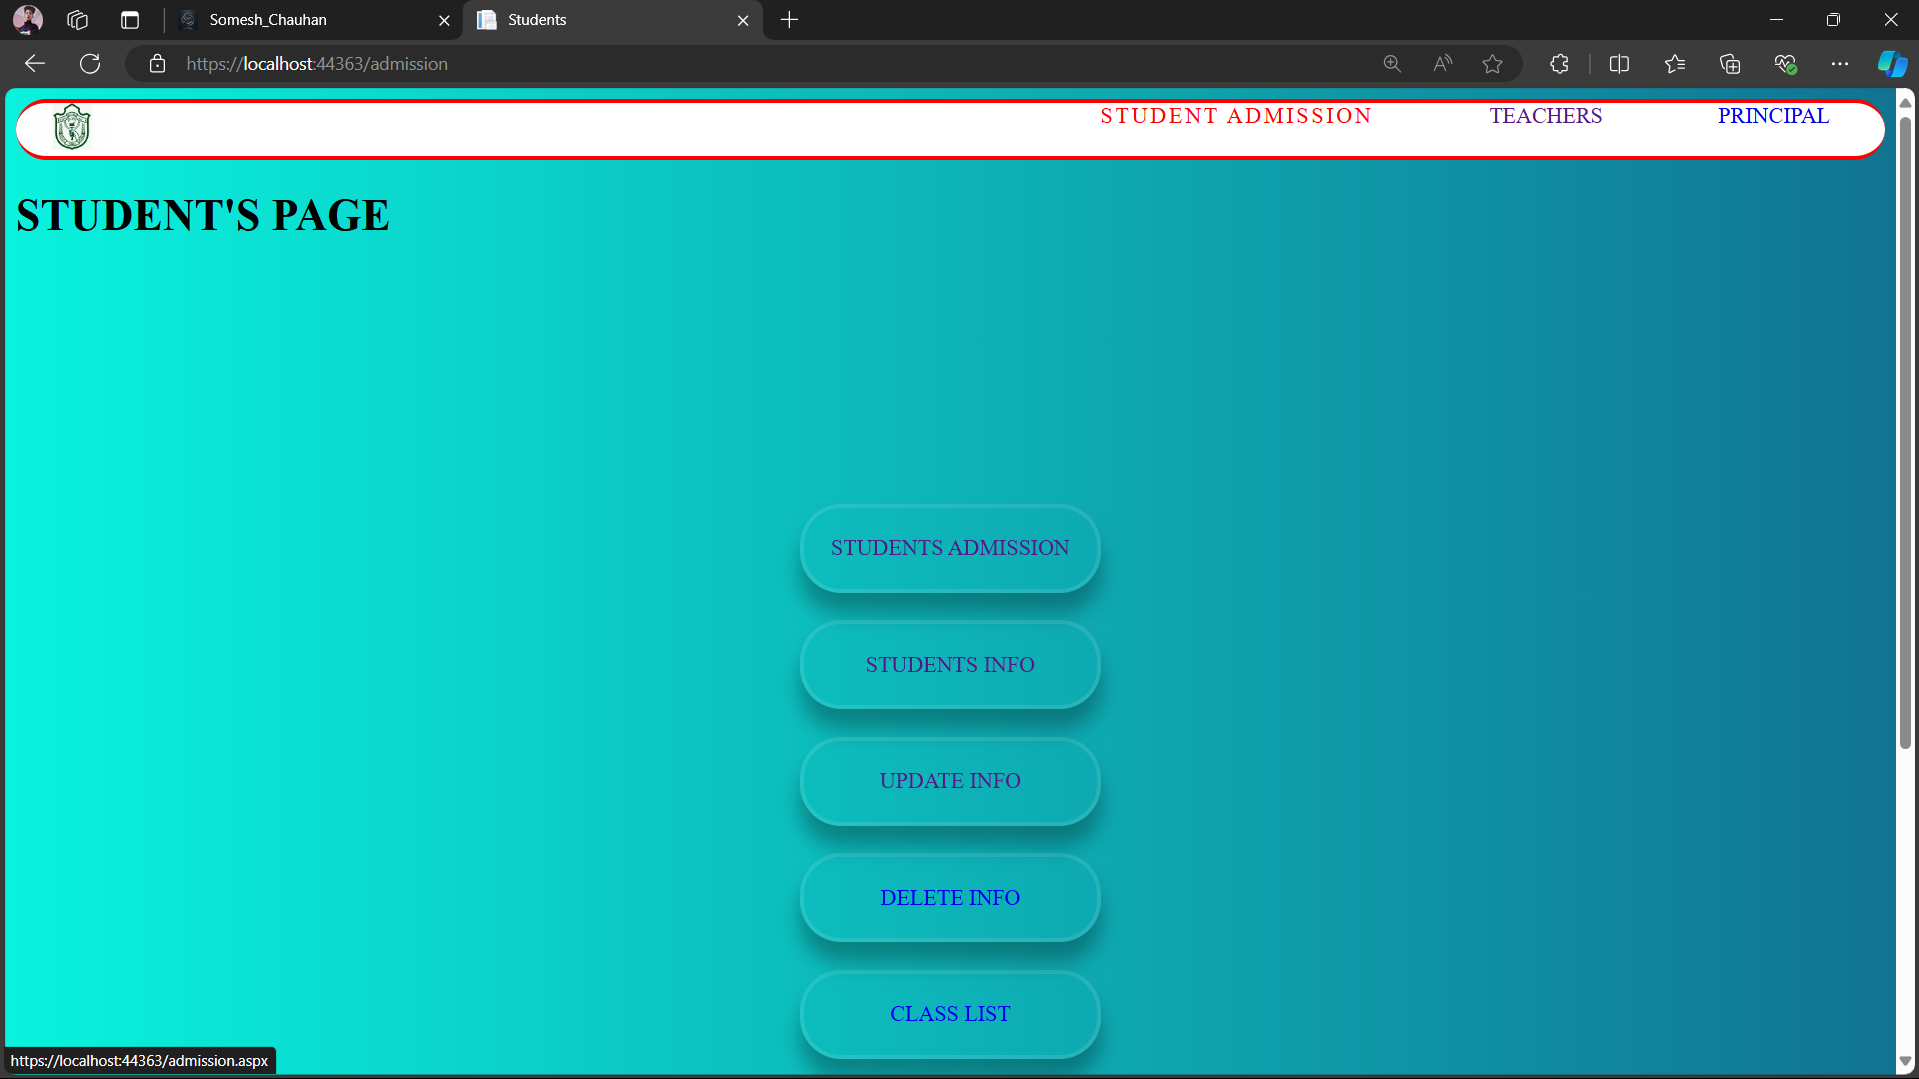 Somesh_Chauhan
Students
https://localhost:44363/admission
STUDENT ADMISSION
TEACHERS
PRINCIPAL
STUDENT'S PAGE
STUDENTS ADMISSION
STUDENTS INFO
UPDATE INFO
DELETE INFO
CLASS LIST
https://localhost:44363/admission.aspx